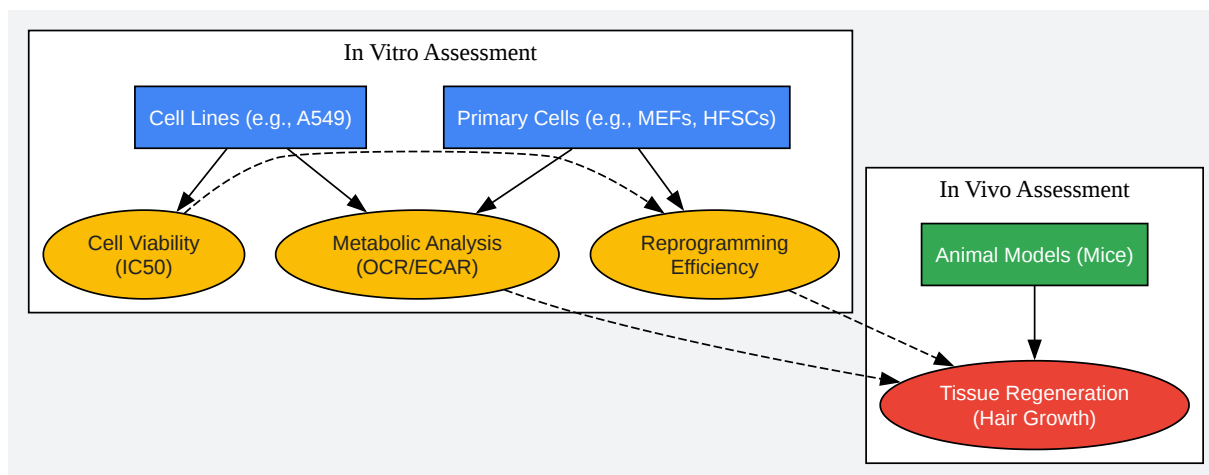 In Vitro Assessment
Cell Lines (e.g., A549)
Primary Cells (e.g., MEFs, HFSCs)
Cell Viability
(IC50)
Metabolic Analysis
(OCR/ECAR)
Reprogramming
Efficiency
In Vivo Assessment
Animal Models (Mice)
Tissue Regeneration
(Hair Growth)